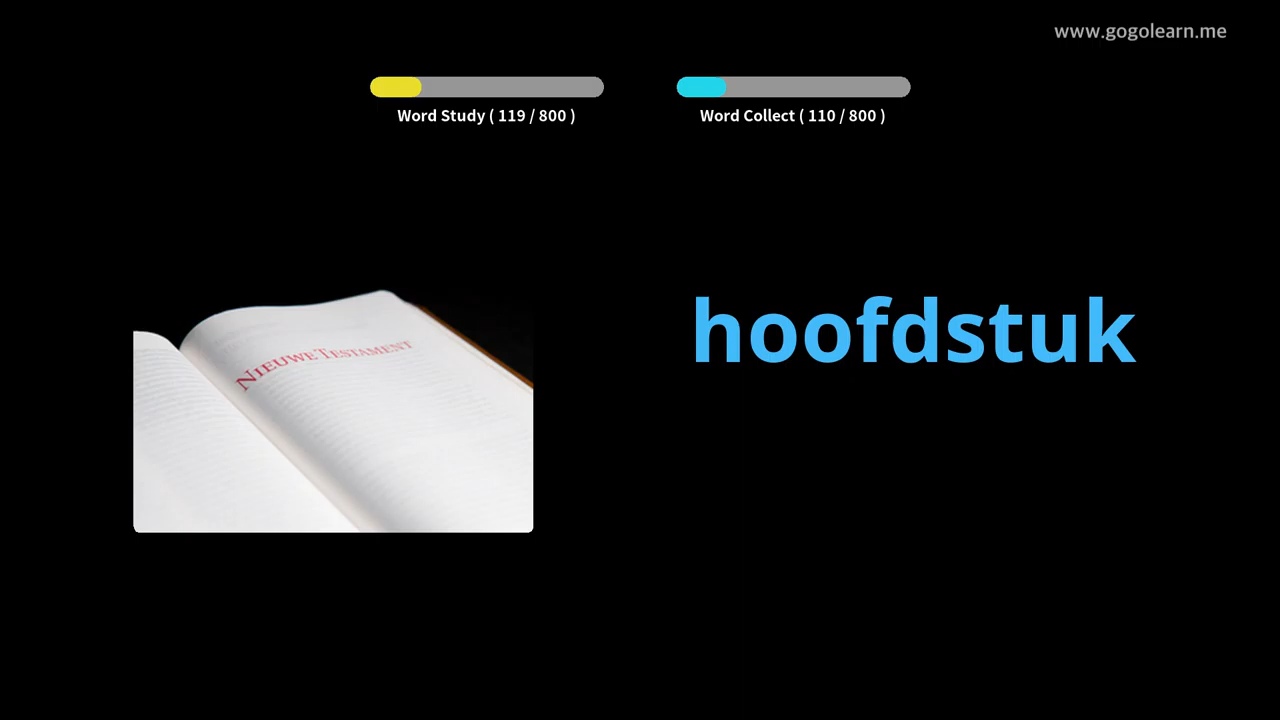 www.gogolearn.me
Word Study ( 119 / 800 )
Word Collect ( 110 / 800 )
NIEUWE TESTAMENT
hoofdstuk